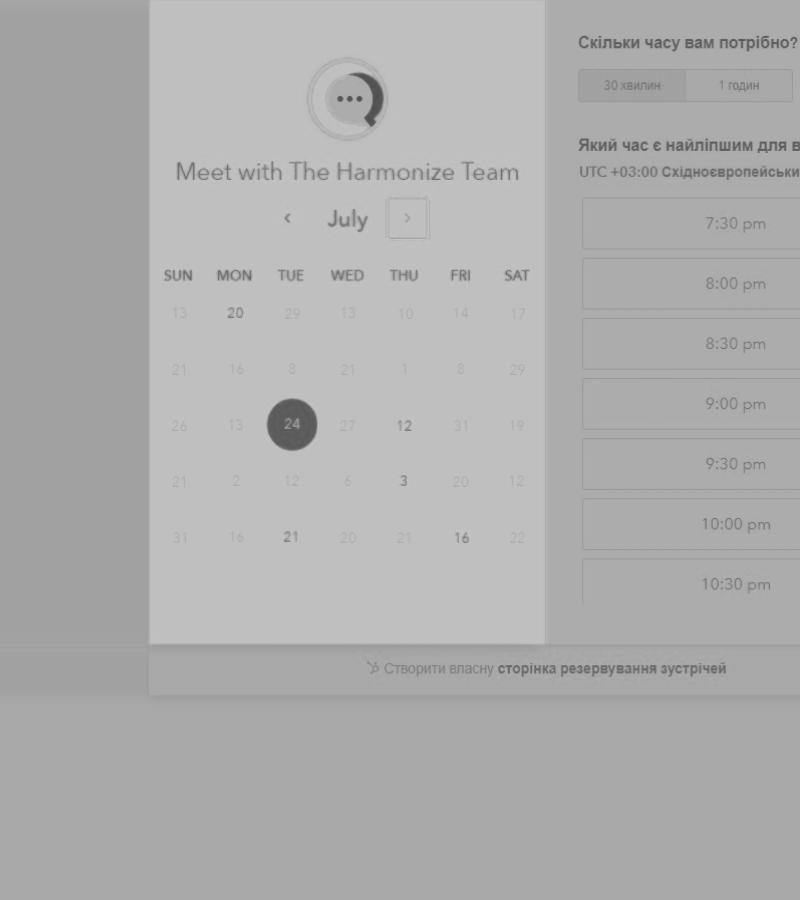 Meet with The Harmonize Team
July
SUN MON TUE WED THU FRI SAT
13 20 29 13 10 14 17
21 16 8 21 1 8 29
26 13 24 27 12 31 19
21 2 12 6 3 20 12
31 16 21 20 21 16 22
Скільки часу вам потрібно?
30 хвилин 1 годин
Який час є найліпшим для
UTC +03:00
7:30 pm
8:00 pm
8:30 pm
9:00 pm
9:30 pm
10:00 pm
10:30 pm
Створити власну сторінка резервування зустрічей